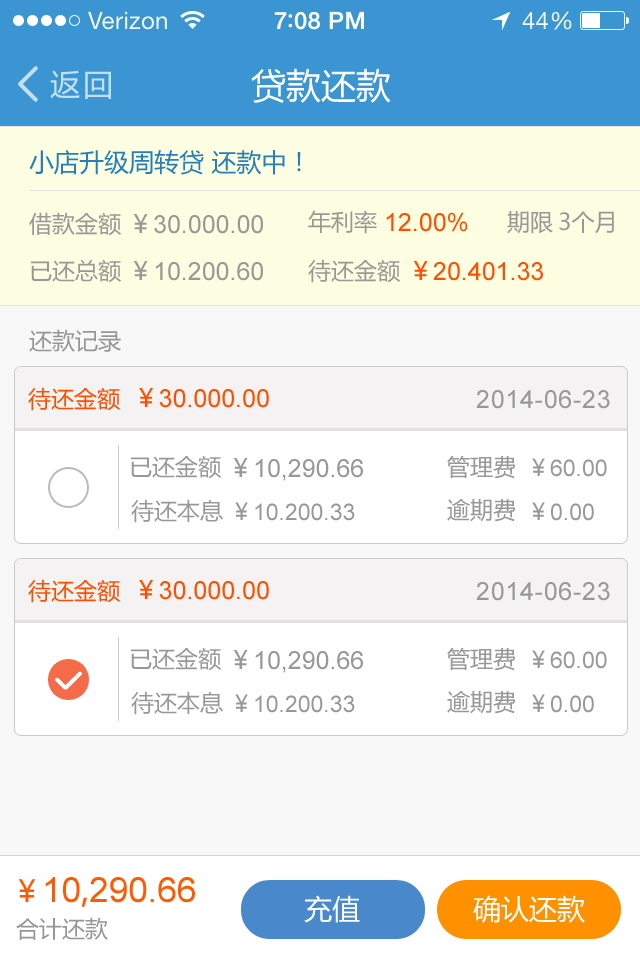 Verizon 7:08 PM 44%
返回 贷款还款
小店升级周转贷 还款中！
借款金额 ￥30.000.00 年利率 12.00% 期限 3个月
已还总额 ￥10.200.60 待还金额 ￥20.401.33
还款记录
待还金额 ￥30.000.00 2014-06-23
已还金额 ￥10,290.66 管理费 ￥60.00
待还本息 ￥10.200.33 逾期费 ￥0.00
待还金额 ￥30.000.00 2014-06-23
已还金额 ￥10,290.66 管理费 ￥60.00
待还本息 ￥10.200.33 逾期费 ￥0.00
￥10,290.66 充值 确认还款
合计还款